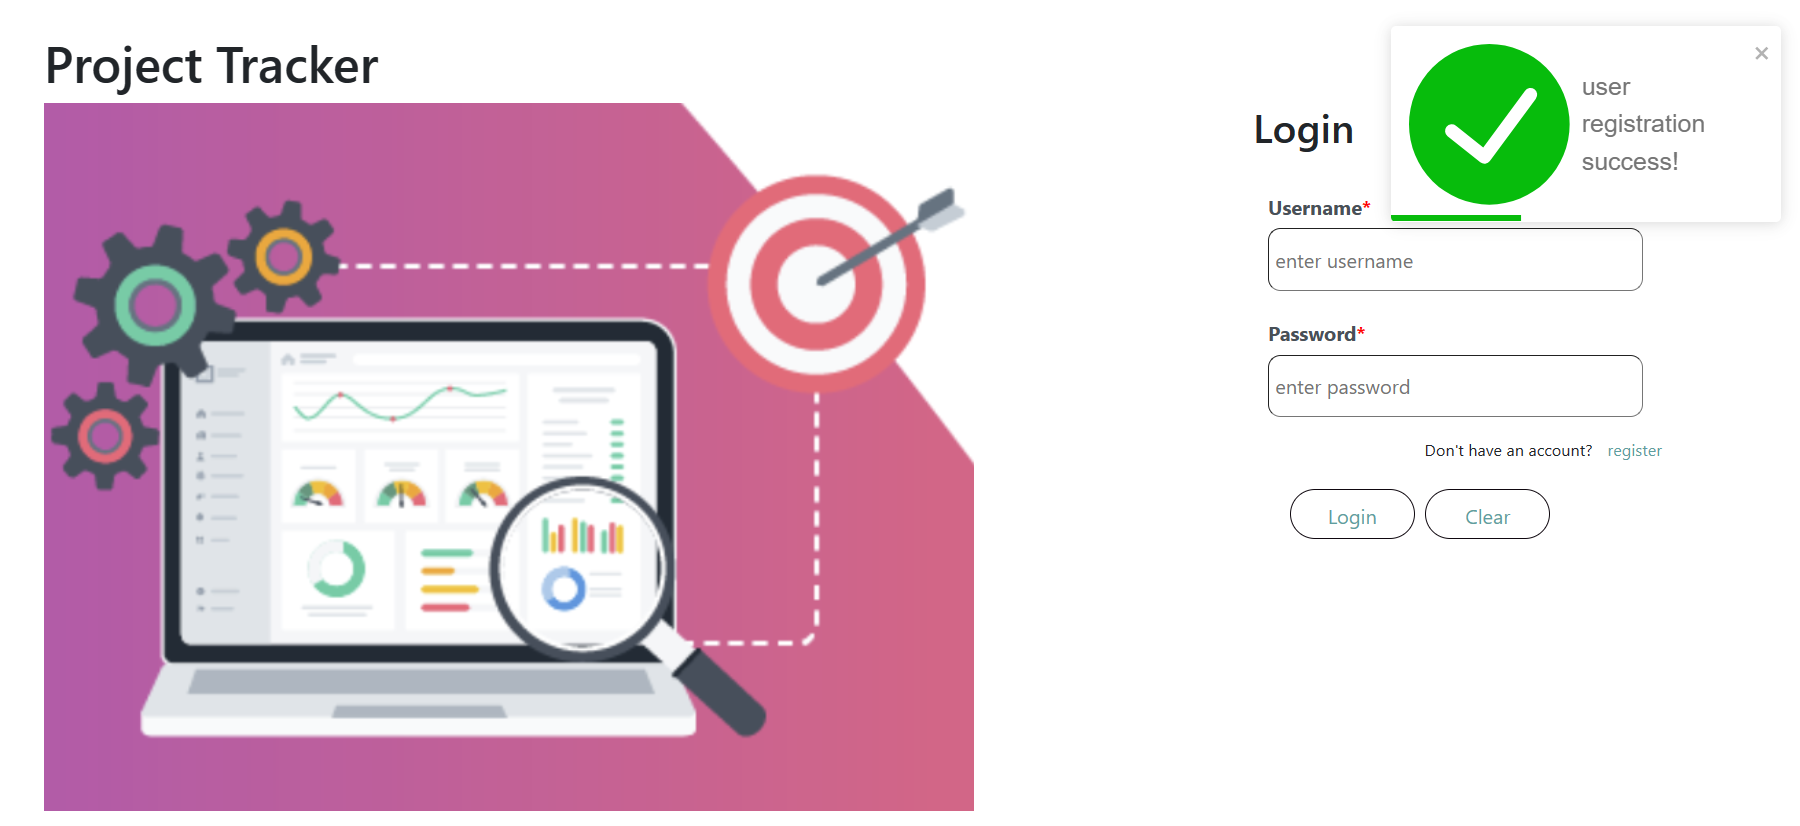 Project Tracker
Login
user
registration
success!
×
Username*
enter username
Password*
enter password
Don't have an account? register
Login Clear